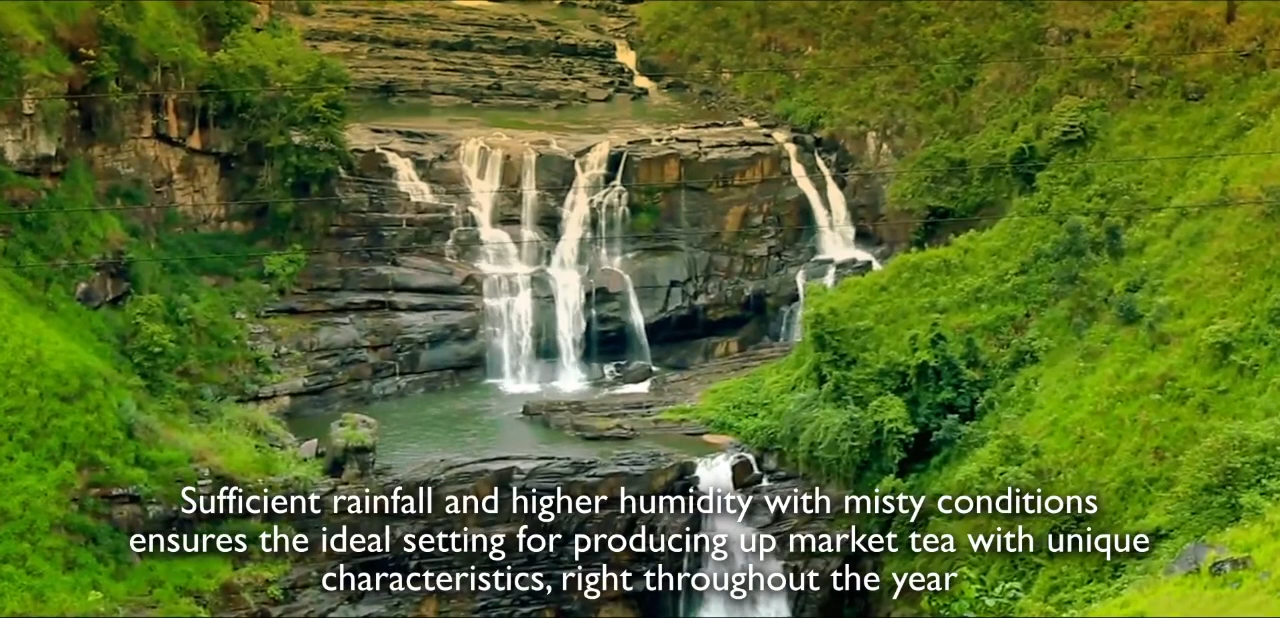 Sufficient rainfall and higher humidity with misty conditions
ensures the ideal setting for producing up market tea with unique
characteristics, right throughout the year